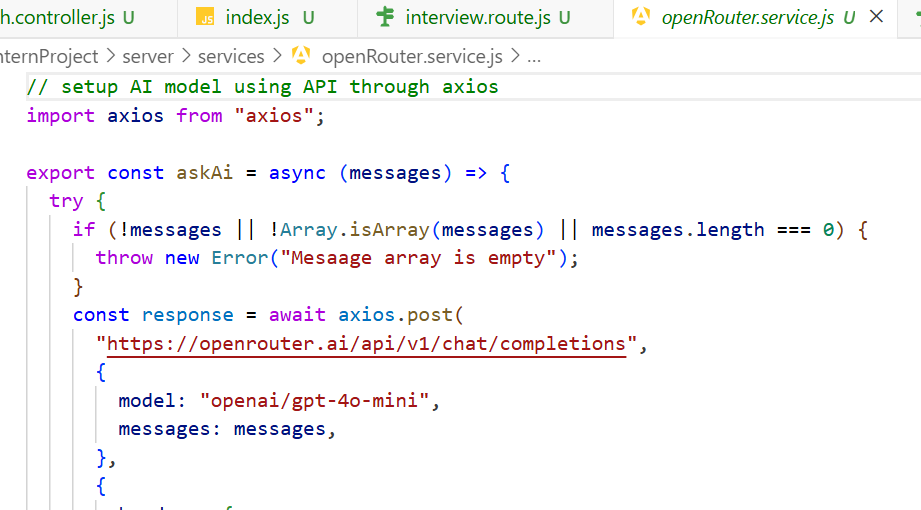 h.controller.js U JS index.js U interview.route.js U openRouter.service.js U
nternProject > server > services > openRouter.service.js > ...
// setup AI model using API through axios
import axios from "axios";
export const askAi = async (messages) => {
try {
if (!messages || !Array.isArray(messages) || messages.length === 0) {
throw new Error("Mesaage array is empty");
}
const response = await axios.post(
"https://openrouter.ai/api/v1/chat/completions",
{
model: "openai/gpt-4o-mini",
messages: messages,
},
{